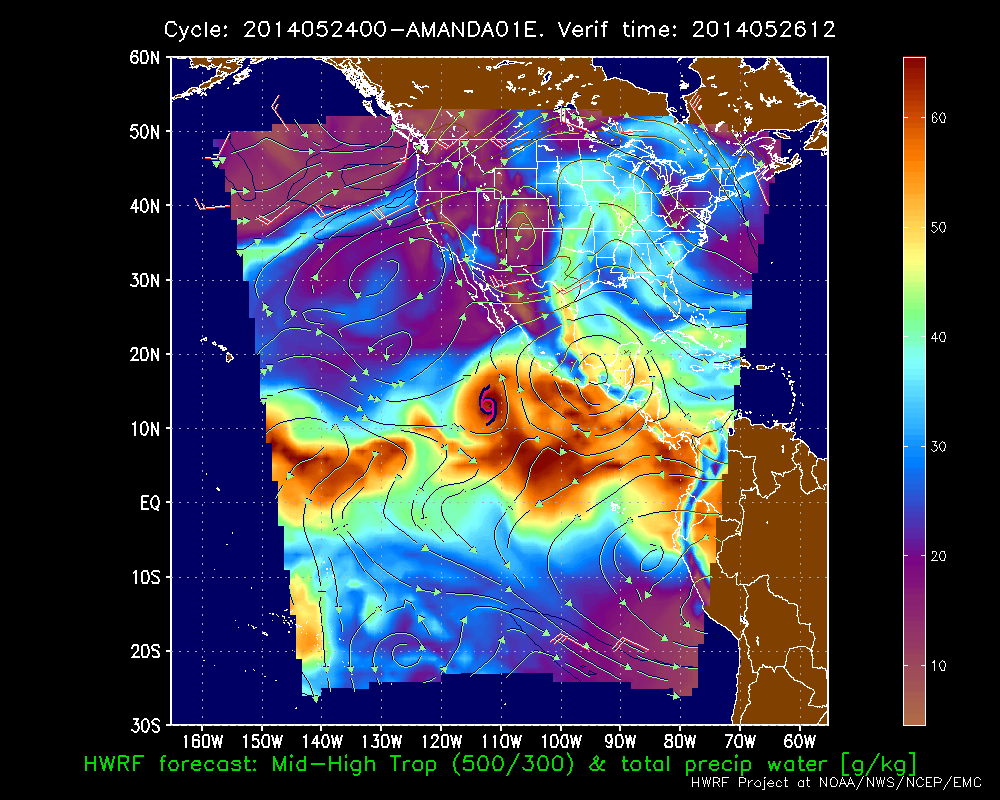 Cycle: 2014052400-AMANDA01E. Verif time: 2014052612
60N
50N
40N
30N
20N
10N
EQ
10S
20S
30S
160W 150W 140W 130W 120W 110W 100W 90W 80W 70W 60W
60
50
40
30
20
10
HWRF forecast: Mid-High Trop (500/300) & total precip water [g/kg]
HWRF Project at NOAA/NWS/NCEP/EMC